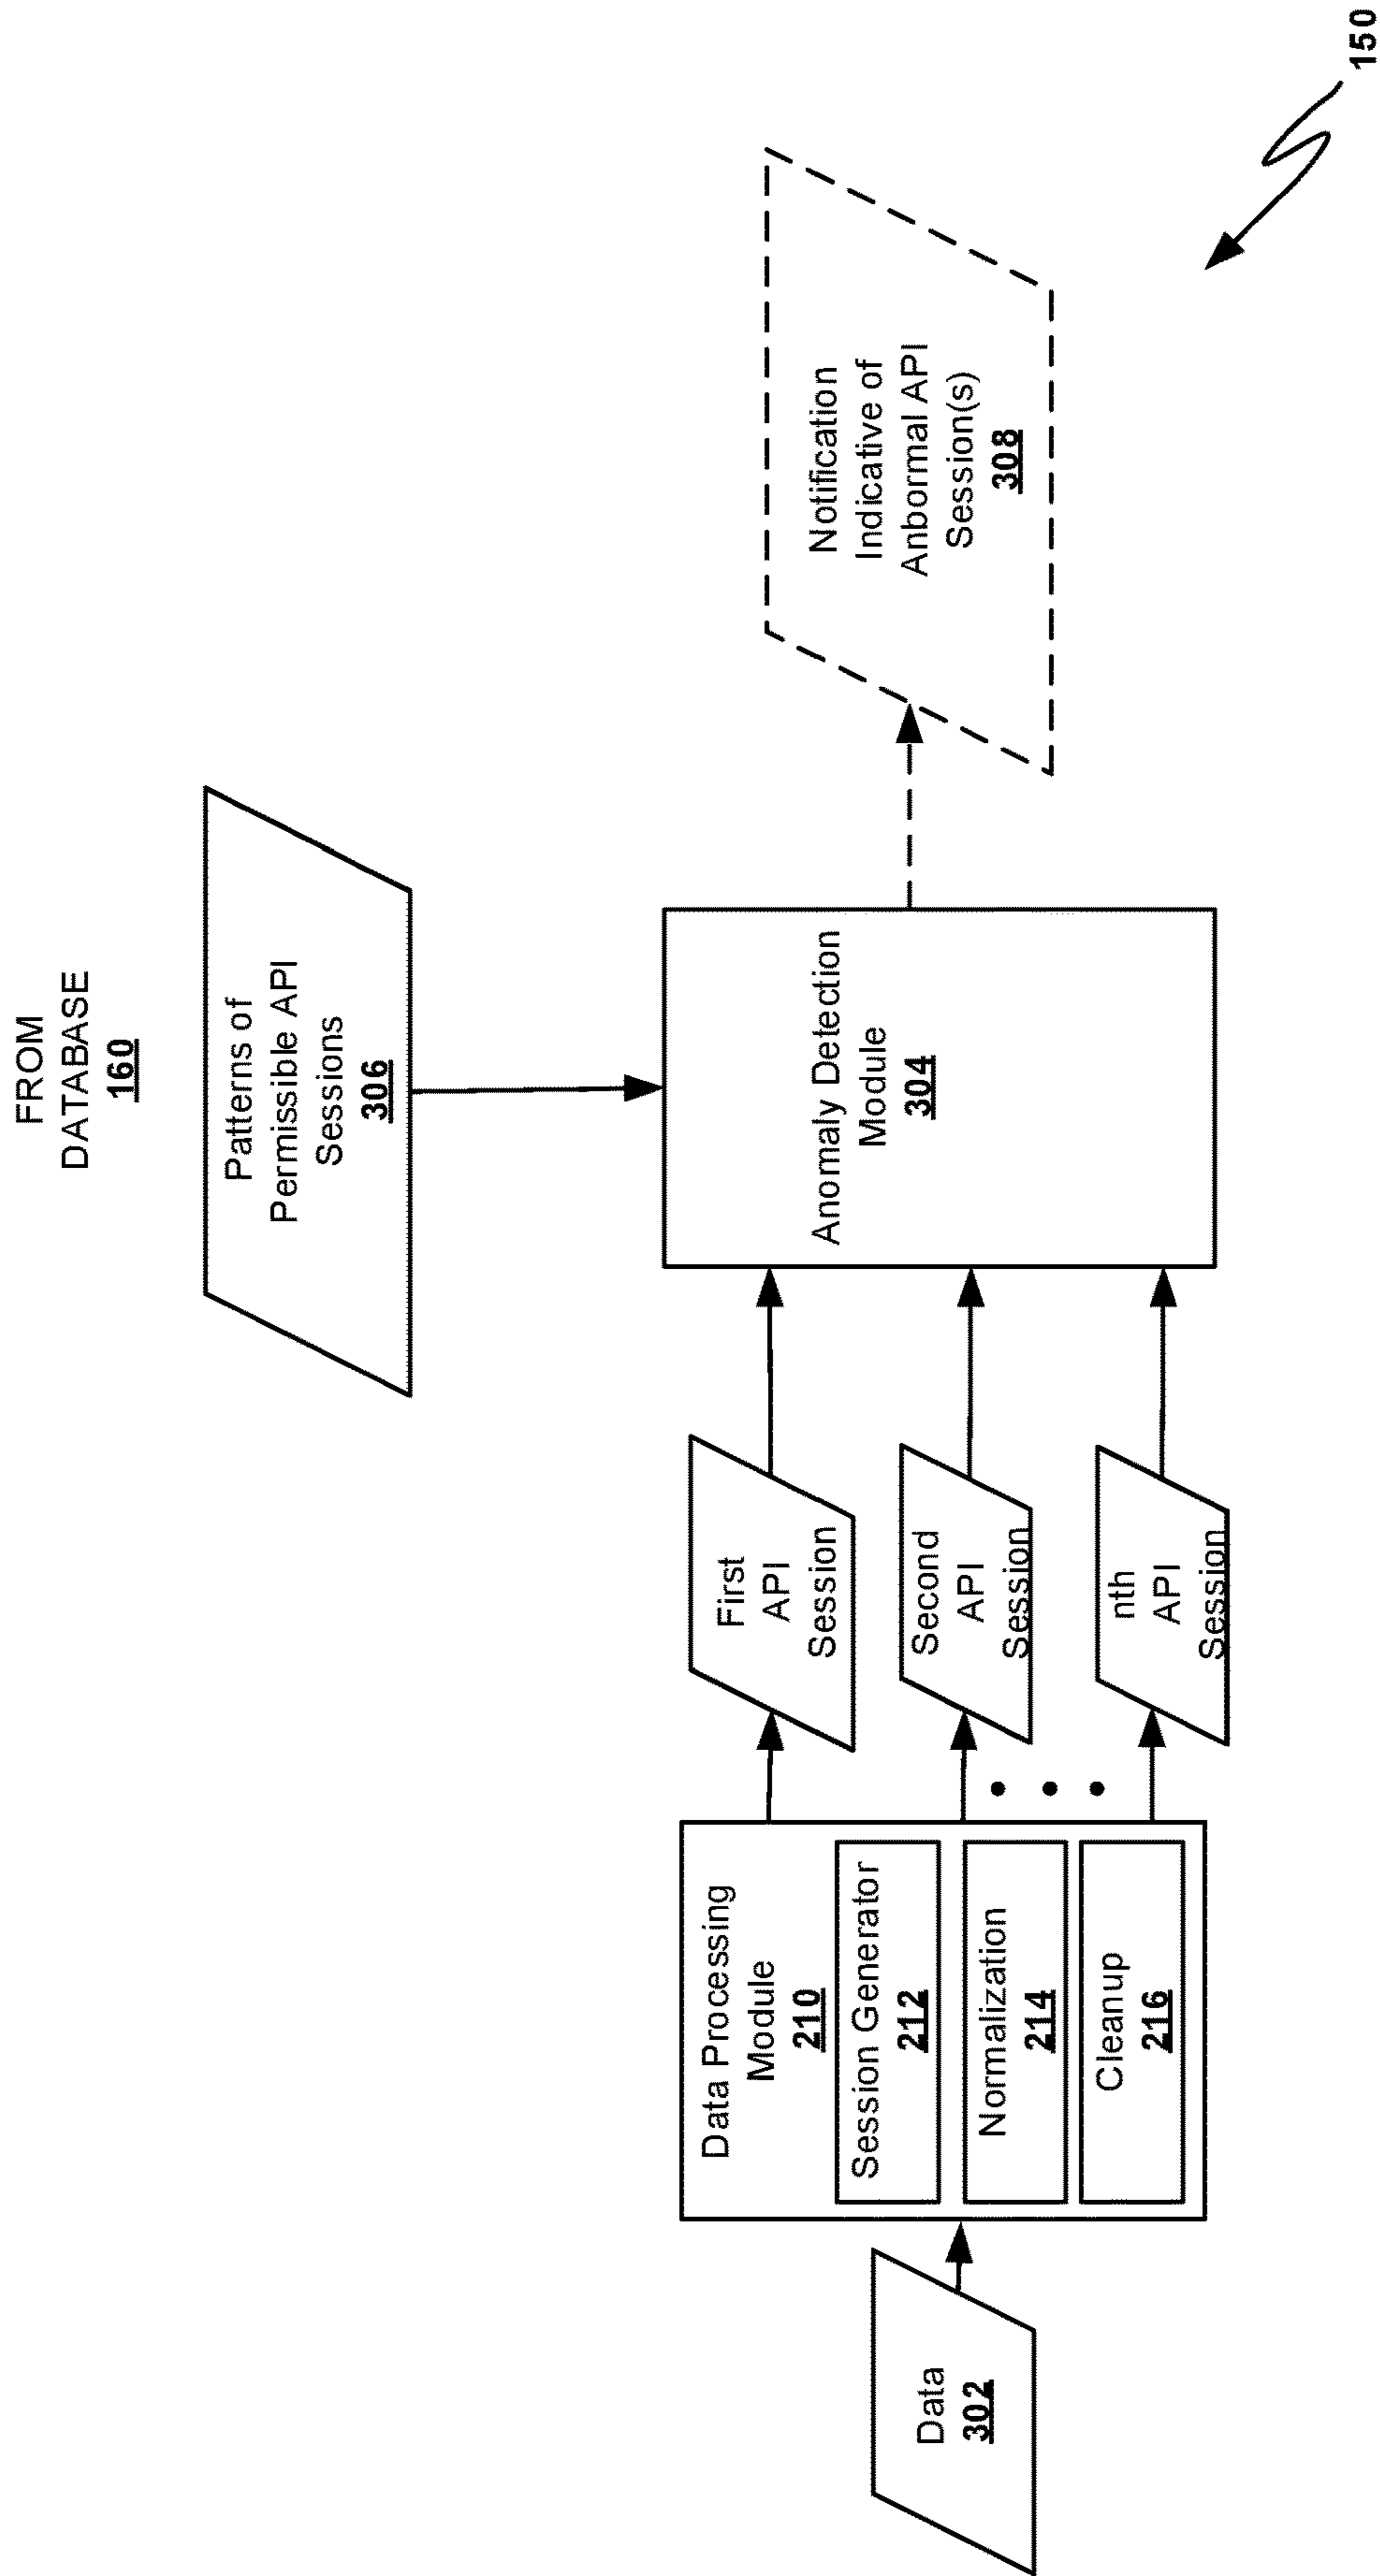 FROM
DATABASE
160
Patterns of
Permissible API
Sessions
306
Data
302
Data Processing
Module
210
Session Generator
212
Normalization
214
Cleanup
216
First
API
Session
Second
API
Session
nth
API
Session
Anomaly Detection
Module
304
Notification
Indicative of
Anbormal API
Session(s)
308
150